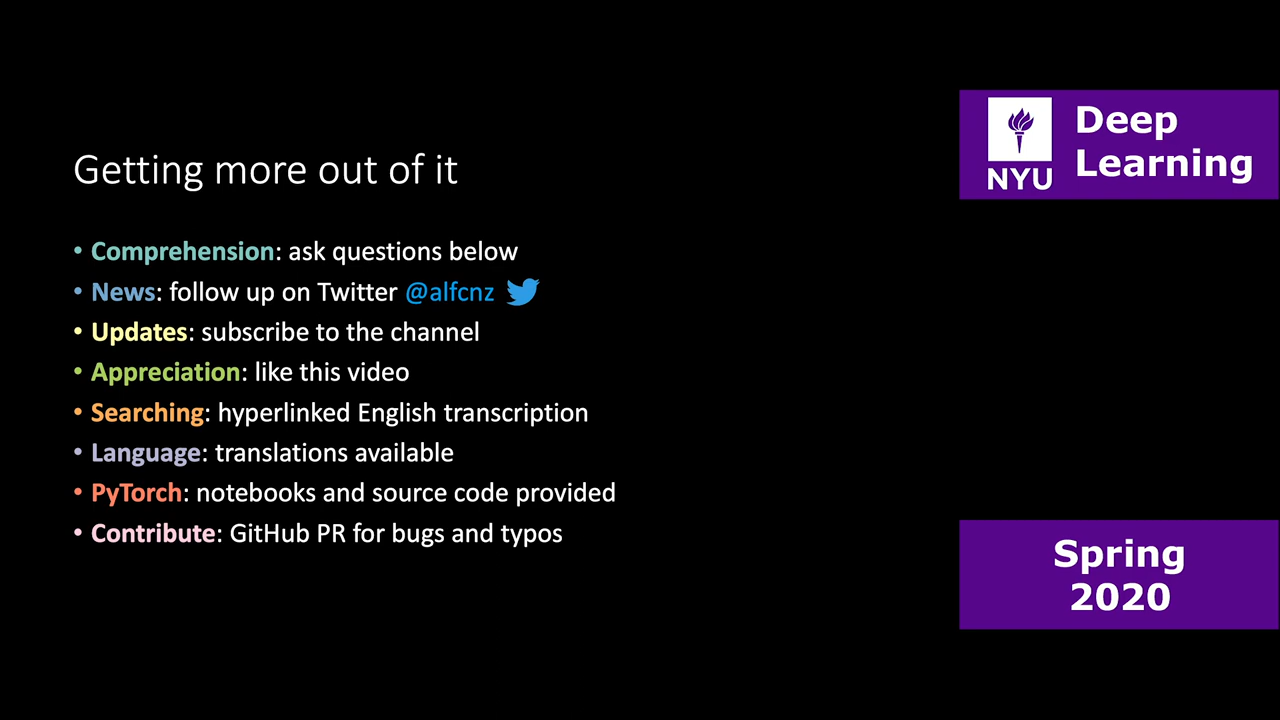 Getting more out of it
• Comprehension: ask questions below
• News: follow up on Twitter @alfcnz
• Updates: subscribe to the channel
• Appreciation: like this video
• Searching: hyperlinked English transcription
• Language: translations available
• PyTorch: notebooks and source code provided
• Contribute: GitHub PR for bugs and typos
NYU
Deep
Learning
Spring
2020